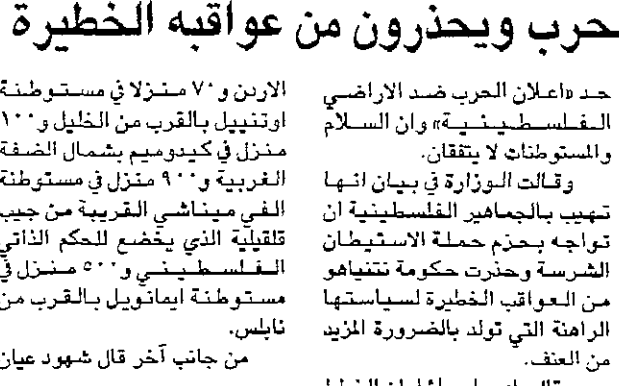 حرب ويحذرون من عواقبه الخطيرة
حد «اعلان الحرب ضد الاراضي
الفلسطينية» وان السلام
والمستوطنات لا يتفقان.
وقالت الوزارة في بيان انها
تهيب بالجماهير الفلسطينية ان
تواجه بحزم حملة الاستيطان
الشرسة وحذرت حكومة نتنياهو
من العواقب الخطيرة لسياستها
الراهنة التي تولد بالضرورة المزيد
من العنف.
الاردن و٧٠ منزلا في مستوطنة
اوتنييل بالقرب من الخليل و١٠٠
منزل في كيدوميم بشمال الضفة
الغربية و٩٠٠ منزل في مستوطنة
الفي ميناشي القريبة من جيب
قلقيلية الذي يخضع للحكم الذاتي
الفلسطيني و٥٠٠ منزل في
مستوطنة ايمانويل بالقرب من
نابلس.
من جانب آخر قال شهود عيان